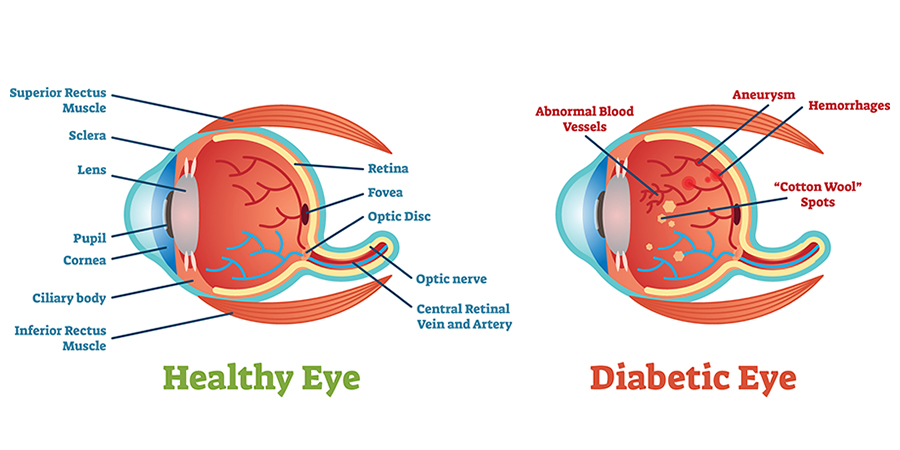 Superior Rectus
Muscle
Sclera
Lens
Pupil
Cornea
Ciliary body
Inferior Rectus
Muscle
Retina
Fovea
Optic Disc
Optic nerve
Central Retinal
Vein and Artery
Healthy Eye
Abnormal Blood
Vessels
Aneurysm
Hemorrhages
“Cotton Wool”
Spots
Diabetic Eye